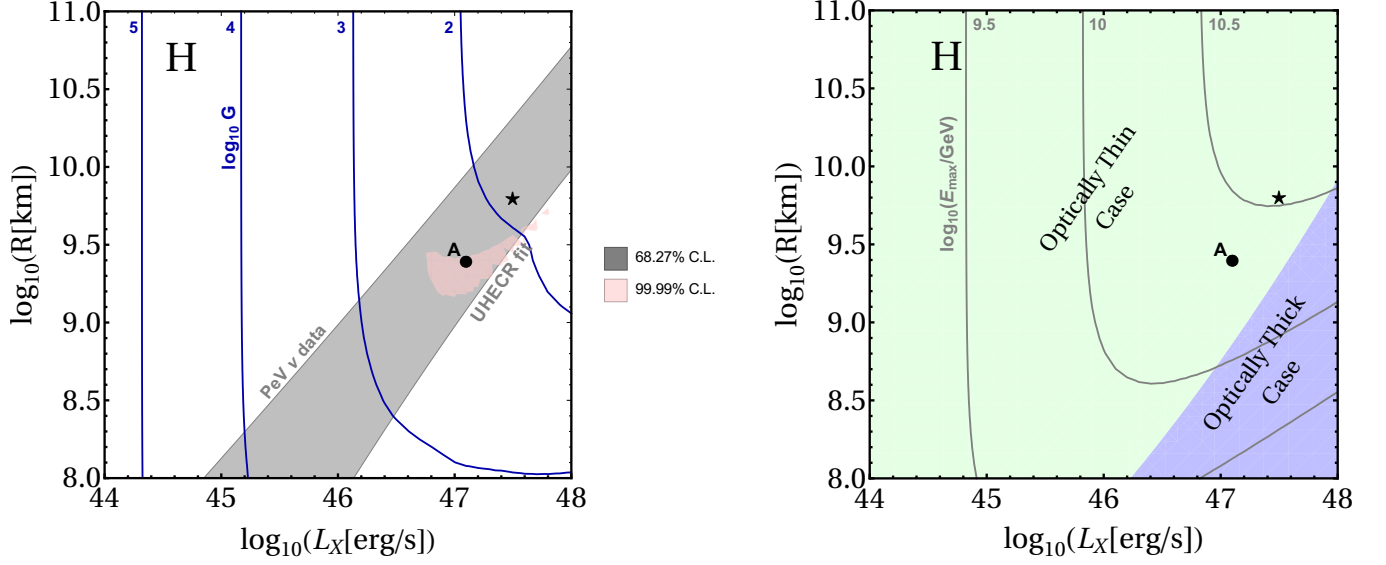 11.0
10.5
10.0
9.5
9.0
8.5
8.0
44
45
46
47
48
log₁₀(R[km])
log₁₀(L_X[erg/s])
5
4
3
2
H
log₁₀ G
A
PeV ν data
UHECR fit
68.27% C.L.
99.99% C.L.
11.0
10.5
10.0
9.5
9.0
8.5
8.0
44
45
46
47
48
log₁₀(R[km])
log₁₀(L_X[erg/s])
9.5
10
10.5
H
log₁₀(E_max/GeV)
Optically Thin
Case
A
Optically Thick
Case